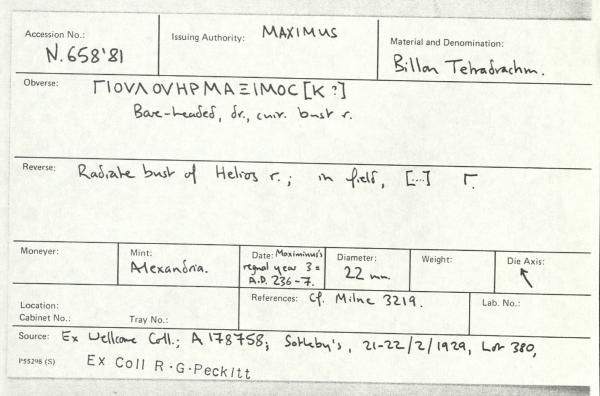 Accession No.: N.658'81
Issuing Authority: MAXIMUS
Material and Denomination: Billon Tetradrachm.
Obverse: ΓΙΟVΛΟVΗΡΜΑΞΙΜΟC [Κ?]
Bare-headed, dr., cuir. bust r.
Reverse: Radiate bust of Helios r.; in field, [....] Γ.
Moneyer:
Mint: Alexandria.
Date: Maximinus's regnal year 3 = A.D. 236-7.
Diameter: 22 mm.
Weight:
Die Axis: ↖
Location:
Cabinet No.: Tray No.:
References: Cf. Milne 3219.
Lab. No.:
Source: Ex Wellcome Coll.; A 178758; Sotheby's, 21-22/2/1929, Lot 380,
P55298 (S) Ex Coll R.G.Peckitt